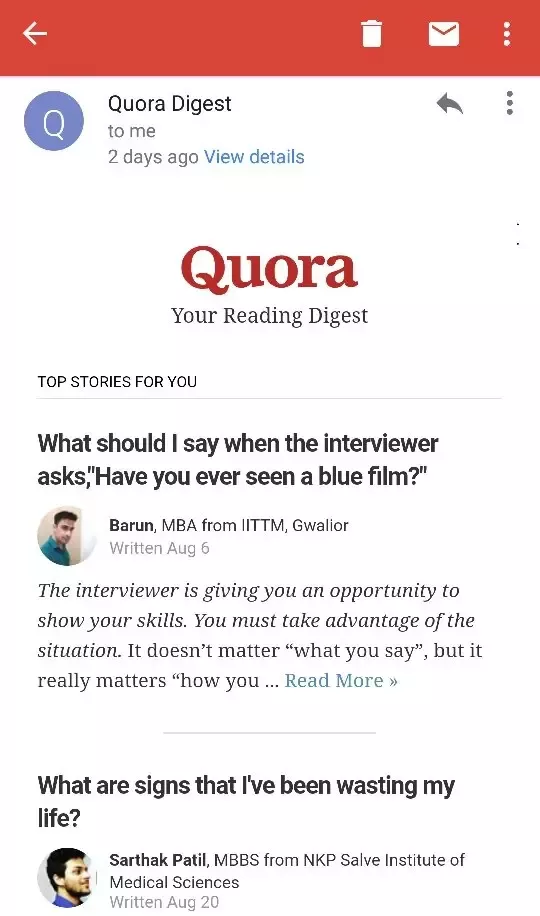 Q
Quora Digest
to me
2 days ago View details
Quora
Your Reading Digest
TOP STORIES FOR YOU
What should I say when the interviewer
asks,"Have you ever seen a blue film?"
Barun, MBA from IITTM, Gwalior
Written Aug 6
The interviewer is giving you an opportunity to
show your skills. You must take advantage of the
situation. It doesn’t matter “what you say”, but it
really matters “how you ... Read More »
What are signs that I've been wasting my
life?
Sarthak Patil, MBBS from NKP Salve Institute of
Medical Sciences
Written Aug 20